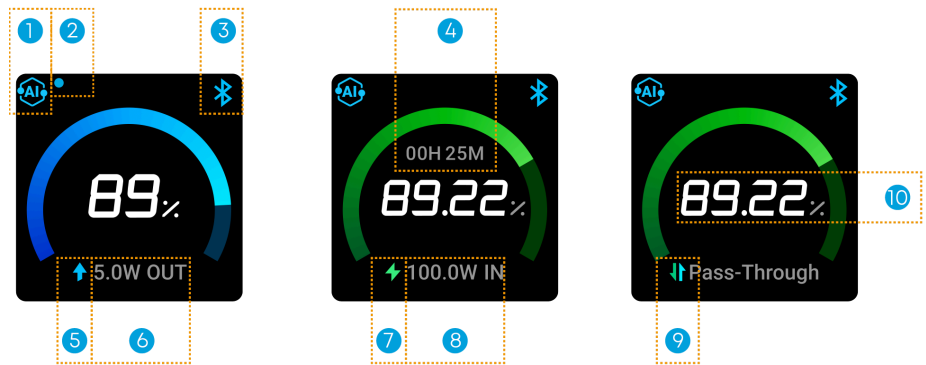 1 2 3 4
AI AI AI
00H 25M
89% 89.22% 89.22% 10
5.0W OUT 100.0W IN Pass-Through
5 6 7 8 9